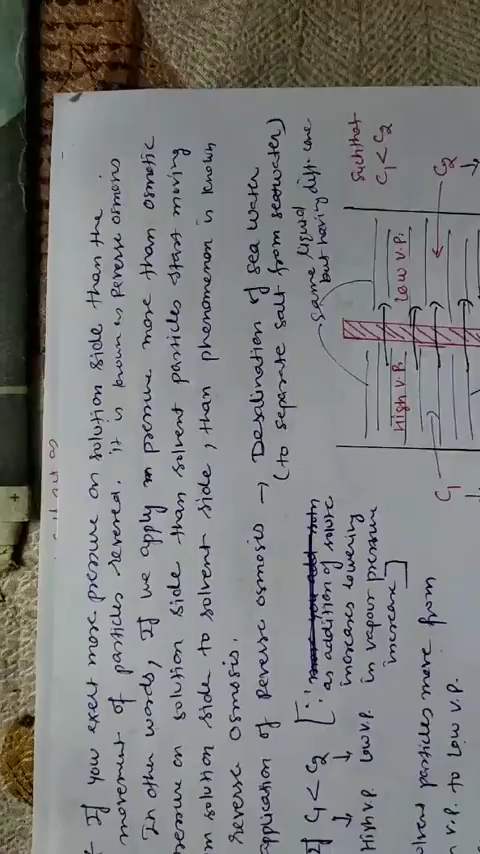 If you exert more pressure on solution side than the
movement of particles revered. it is known as Reverse osmosis
In other words, If we apply more than osmotic
pressure on solution side than solvent particles start moving
solution side to solvent side, than phenomenon is known
Reverse osmosis.
application of Reverse osmosis → Desalination of sea water
(to separate salt from seawater)
If C₁ < C₂
↓ ↓
High v.p. low v.p.
[∵
as addition of solute
increases lowering
in vapour pressure
increase]
solvent particles move from
v.p. to low v.p.
same liquid
but having diff conc
Such that
C₁ < C₂
High v.P.
low v.P.
C₁
C₂